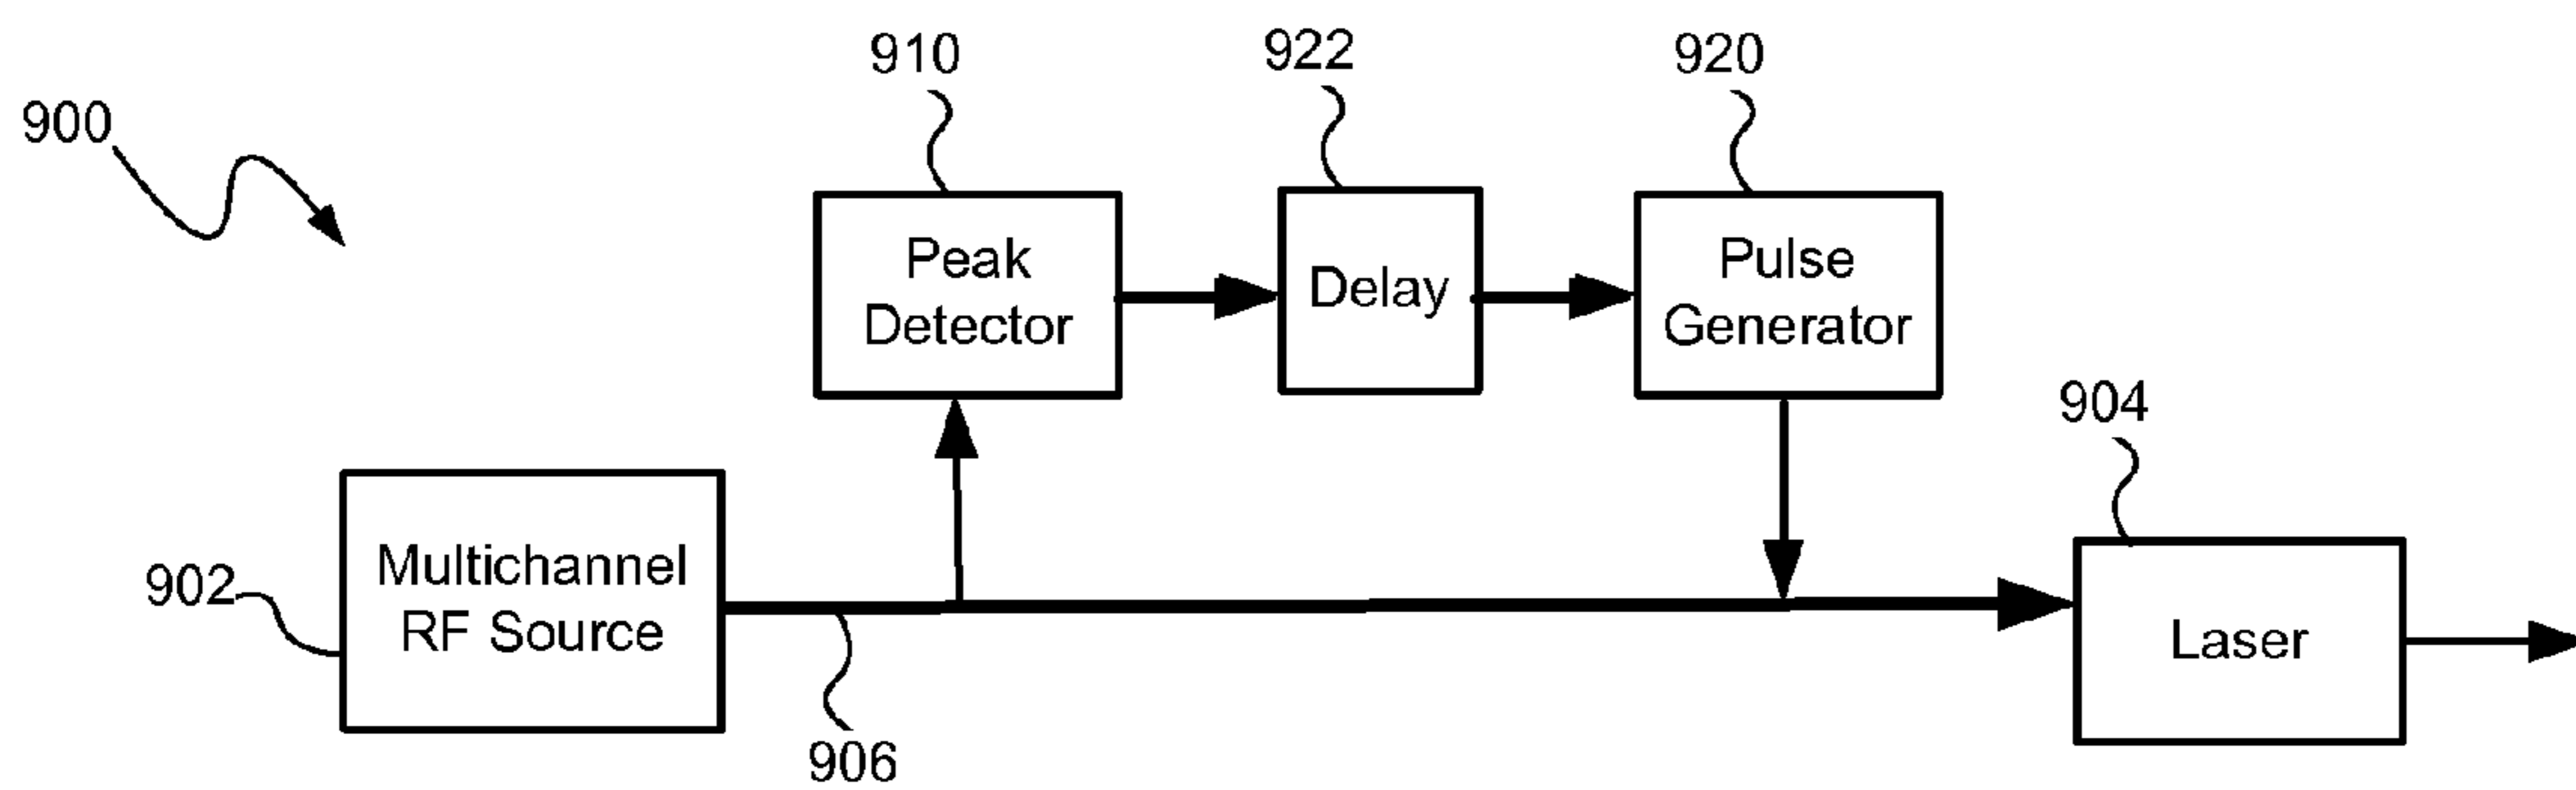 910
922
920
900
Peak
Detector
Delay
Pulse
Generator
904
902
Multichannel
RF Source
Laser
906